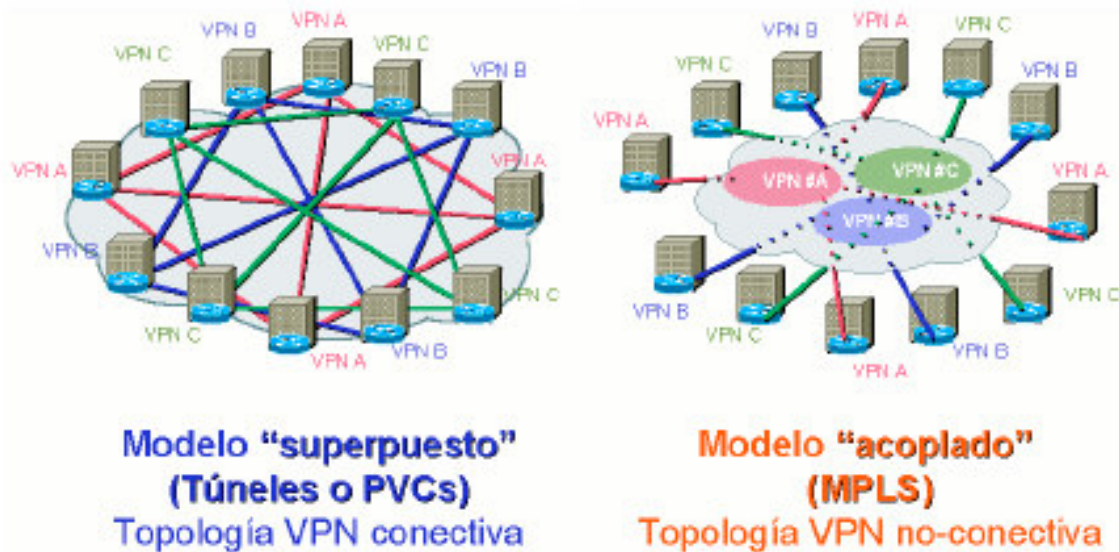 VPN A
VPN B
VPN C
VPN C
VPN B
VPN A
VPN A
VPN B
VPN C
VPN C
VPN A
VPN B
Modelo “superpuesto”
(Túneles o PVCs)
Topología VPN conectiva
VPN A
VPN C
VPN B
VPN B
VPN C
VPN A
VPN A
VPN #A
VPN #C
VPN #B
VPN B
VPN C
VPN C
VPN B
VPN A
Modelo “acoplado”
(MPLS)
Topología VPN no-conectiva